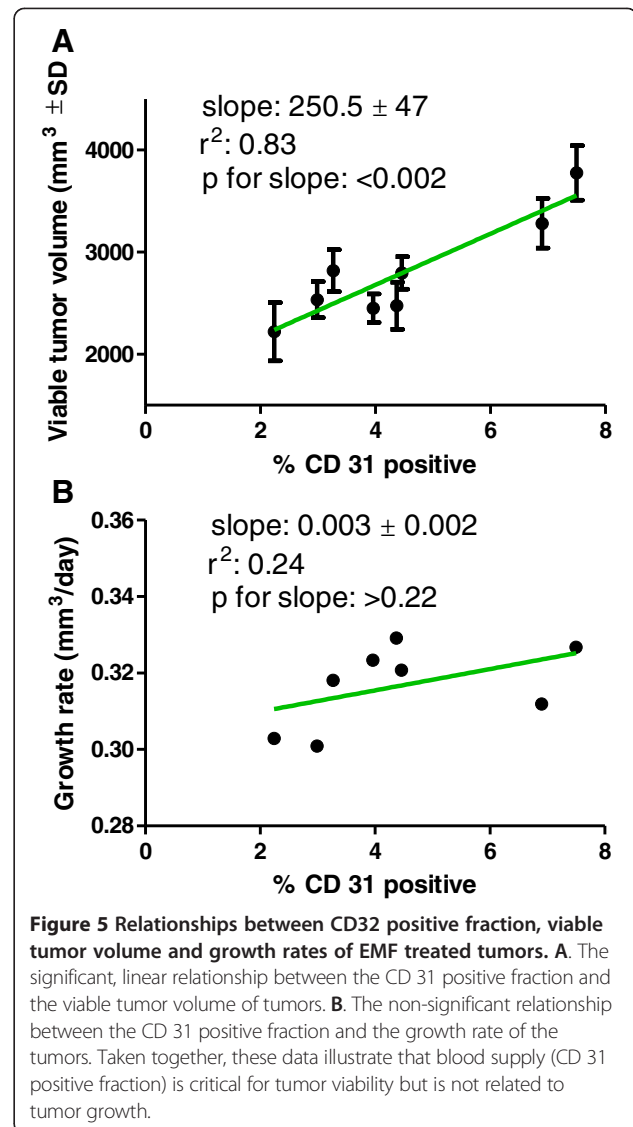 A
Viable tumor volume (mm³ ± SD
slope: 250.5 ± 47
r²: 0.83
p for slope: <0.002
4000
3000
2000
0 2 4 6 8
% CD 31 positive
B
Growth rate (mm³/day)
slope: 0.003 ± 0.002
r²: 0.24
p for slope: >0.22
0.36
0.34
0.32
0.30
0.28
0 2 4 6 8
% CD 31 positive
Figure 5 Relationships between CD32 positive fraction, viable
tumor volume and growth rates of EMF treated tumors. A. The
significant, linear relationship between the CD 31 positive fraction and
the viable tumor volume of tumors. B. The non-significant relationship
between the CD 31 positive fraction and the growth rate of the
tumors. Taken together, these data illustrate that blood supply (CD 31
positive fraction) is critical for tumor viability but is not related to
tumor growth.